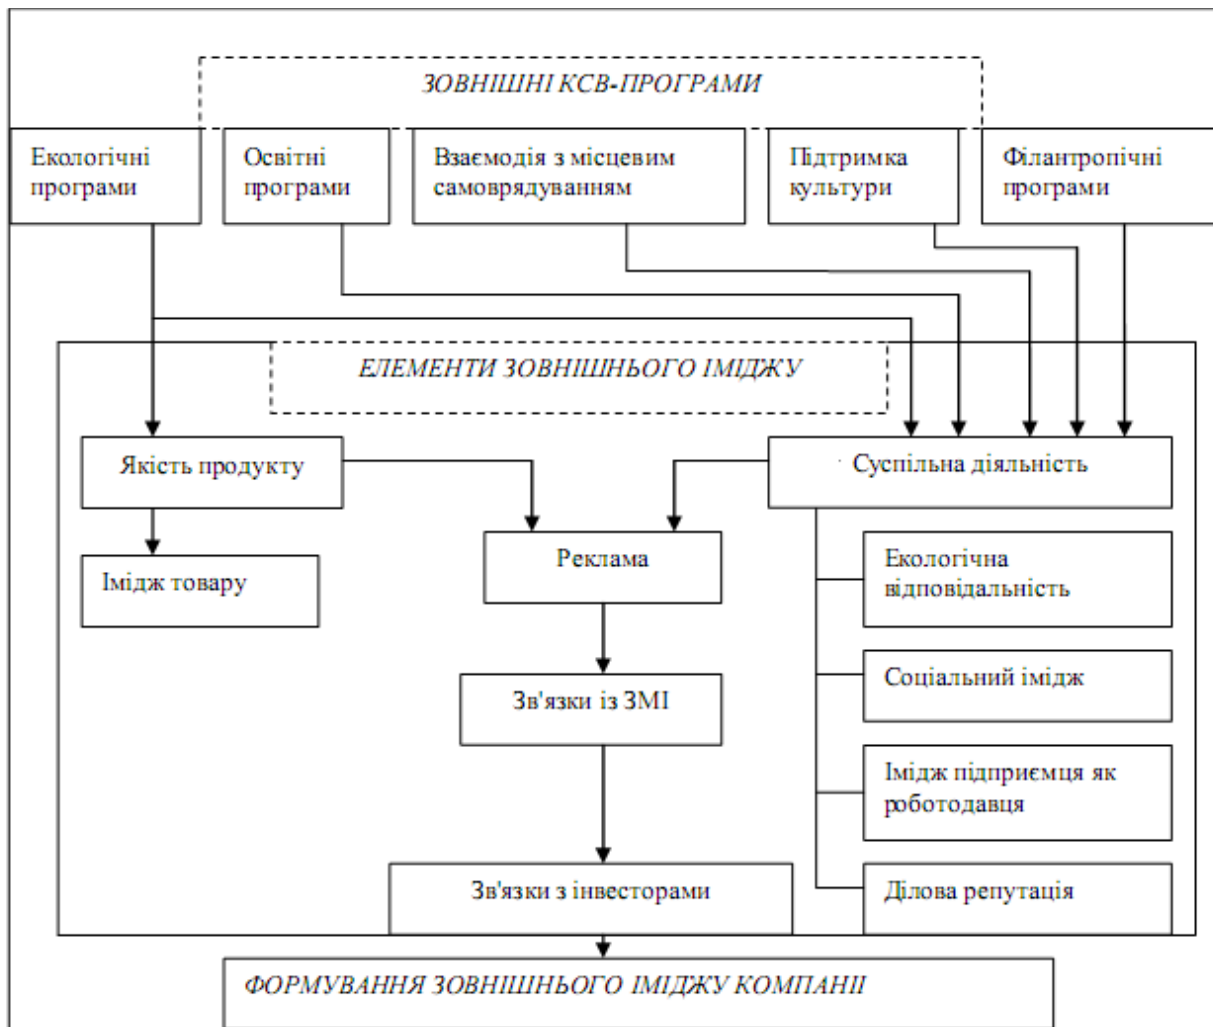 ЗОВНІШНІ КСВ-ПРОГРАМИ
Екологічні
програми
Освітні
програми
Взаємодія з місцевим
самоврядуванням
Підтримка
культури
Філантропічні
програми
ЕЛЕМЕНТИ ЗОВНІШНЬОГО ІМІДЖУ
Якість продукту
Суспільна діяльність
Імідж товару
Реклама
Екологічна
відповідальність
Зв'язки із ЗМІ
Соціальний імідж
Імідж підприємця як
роботодавця
Зв'язки з інвесторами
Ділова репутація
ФОРМУВАННЯ ЗОВНІШНЬОГО ІМІДЖУ КОМПАНІІ